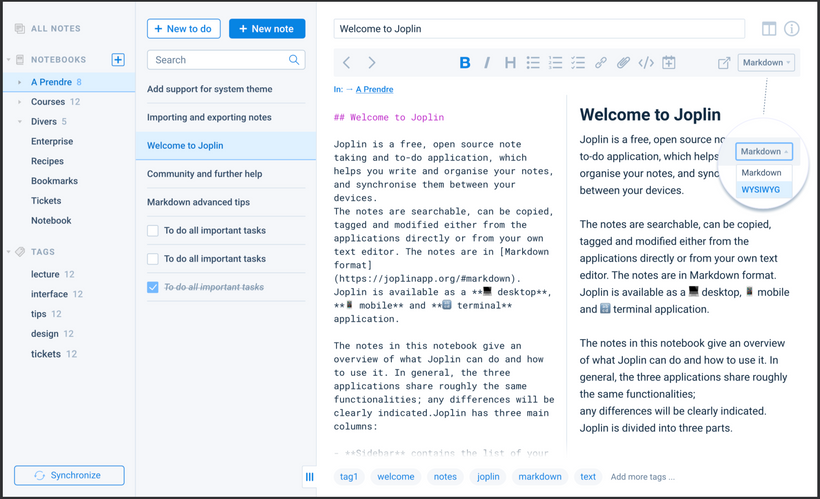 ALL NOTES
NOTEBOOKS
A Prendre 8
Courses 12
Divers 5
Enterprise
Recipes
Bookmarks
Tickets
Notebook
TAGS
lecture 12
interface 12
tips 12
design 12
tickets 12
Synchronize
+ New to do
+ New note
Search
Add support for system theme
Importing and exporting notes
Welcome to Joplin
Community and further help
Markdown advanced tips
To do all important tasks
To do all important tasks
To do all important tasks
Welcome to Joplin
B I H </>
Markdown
In: → A Prendre
## Welcome to Joplin
Joplin is a free, open source note
taking and to-do application, which
helps you write and organise your notes,
and synchronise them between your
devices.
The notes are searchable, can be copied,
tagged and modified either from the
applications directly or from your own
text editor. The notes are in [Markdown
format]
(https://joplinapp.org/#markdown).
Joplin is available as a **💻 desktop**,
**📱 mobile** and **📟 terminal**
application.
The notes in this notebook give an
overview of what Joplin can do and how
to use it. In general, the three
applications share roughly the same
functionalities; any differences will be
clearly indicated.Joplin has three main
columns:
- **Sidebar** contains the list of your
Welcome to Joplin
Joplin is a free, open source no
to-do application, which helps
organise your notes, and sync
between your devices.
Markdown
Markdown
WYSIWYG
The notes are searchable, can be copied,
tagged and modified either from the
applications directly or from your own text
editor. The notes are in Markdown format.
Joplin is available as a 💻 desktop, 📱 mobile
and 📟 terminal application.
The notes in this notebook give an overview
of what Joplin can do and how to use it. In
general, the three applications share roughly
the same functionalities;
any differences will be clearly indicated.
Joplin is divided into three parts.
tag1 welcome notes joplin markdown text Add more tags ...